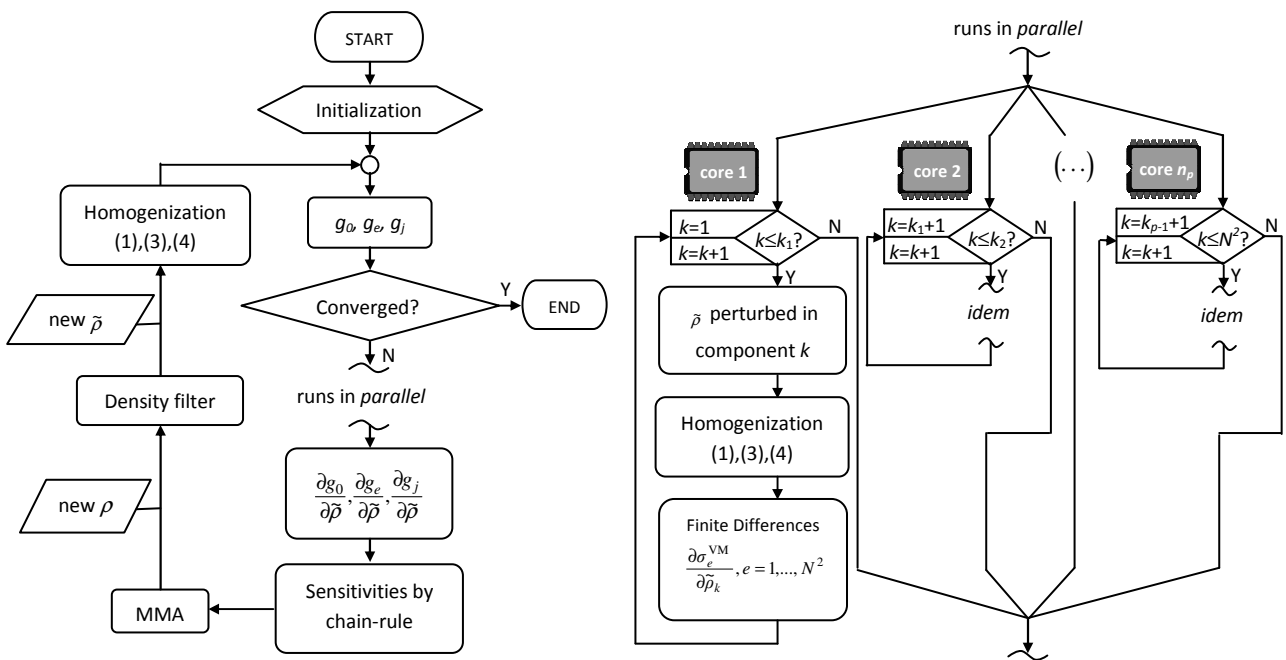 START
Initialization
g₀, gₑ, gⱼ
Converged?
Y
END
N
runs in parallel
∂g₀/∂ρ̃, ∂gₑ/∂ρ̃, ∂gⱼ/∂ρ̃
Sensitivities by
chain-rule
MMA
new ρ
Density filter
new ρ̃
Homogenization
(1),(3),(4)
runs in parallel
core 1
k=1
k=k+1
k≤k₁?
N
Y
ρ̃ perturbed in
component k
Homogenization
(1),(3),(4)
Finite Differences
∂σₑ^VM/∂ρ̃ₖ, e = 1,..., N²
core 2
k=k₁+1
k=k+1
k≤k₂?
N
Y
idem
(...)
core nₚ
k=kₚ₋₁+1
k=k+1
k≤N²?
N
Y
idem